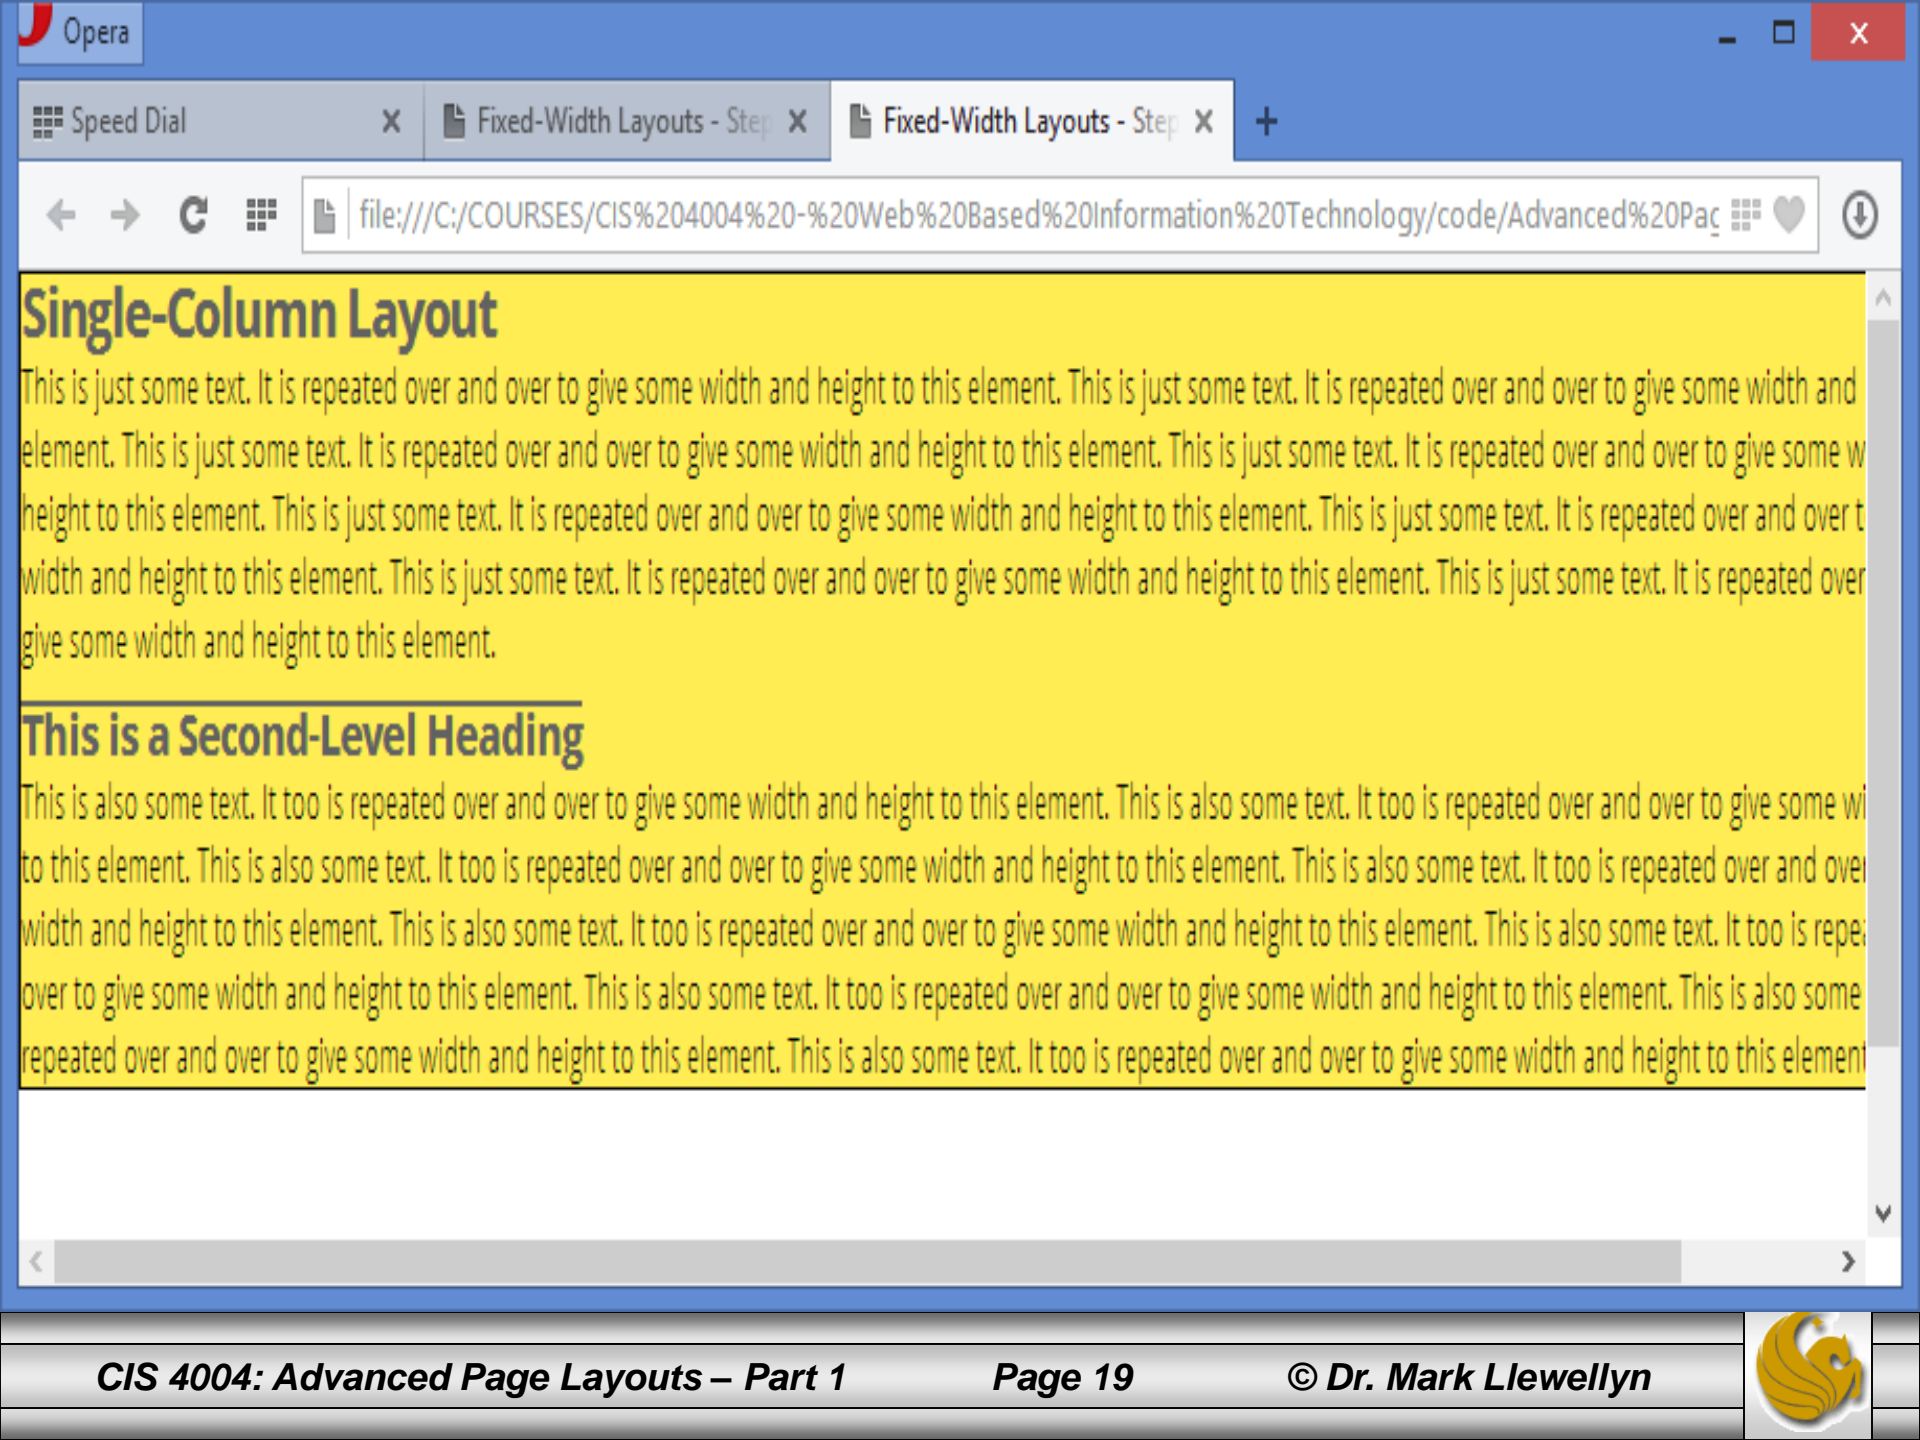 Opera
Speed Dial
Fixed-Width Layouts - Step
Fixed-Width Layouts - Step
file:///C:/COURSES/CIS%204004%20-%20Web%20Based%20Information%20Technology/code/Advanced%20Pag
Single-Column Layout
This is just some text. It is repeated over and over to give some width and height to this element. This is just some text. It is repeated over and over to give some width and
element. This is just some text. It is repeated over and over to give some width and height to this element. This is just some text. It is repeated over and over to give some w
height to this element. This is just some text. It is repeated over and over to give some width and height to this element. This is just some text. It is repeated over and over t
width and height to this element. This is just some text. It is repeated over and over to give some width and height to this element. This is just some text. It is repeated over
give some width and height to this element.
This is a Second-Level Heading
This is also some text. It too is repeated over and over to give some width and height to this element. This is also some text. It too is repeated over and over to give some wi
to this element. This is also some text. It too is repeated over and over to give some width and height to this element. This is also some text. It too is repeated over and over
width and height to this element. This is also some text. It too is repeated over and over to give some width and height to this element. This is also some text. It too is repea
over to give some width and height to this element. This is also some text. It too is repeated over and over to give some width and height to this element. This is also some
repeated over and over to give some width and height to this element. This is also some text. It too is repeated over and over to give some width and height to this element
CIS 4004: Advanced Page Layouts – Part 1 Page 19 © Dr. Mark Llewellyn